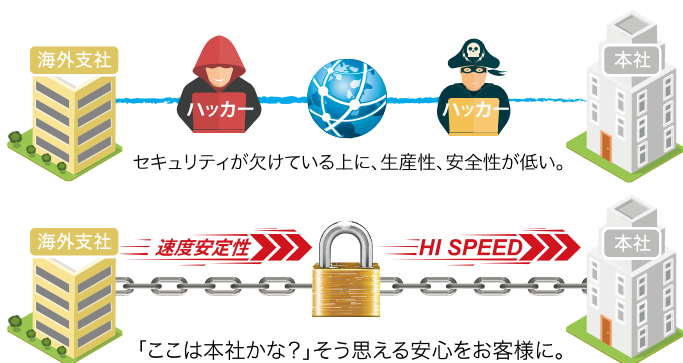 海外支社
本社
ハッカー
ハッカー
セキュリティが欠けている上に、生産性、安全性が低い。
海外支社
速度安定性
HI SPEED
本社
「ここは本社かな？」そう思える安心をお客様に。